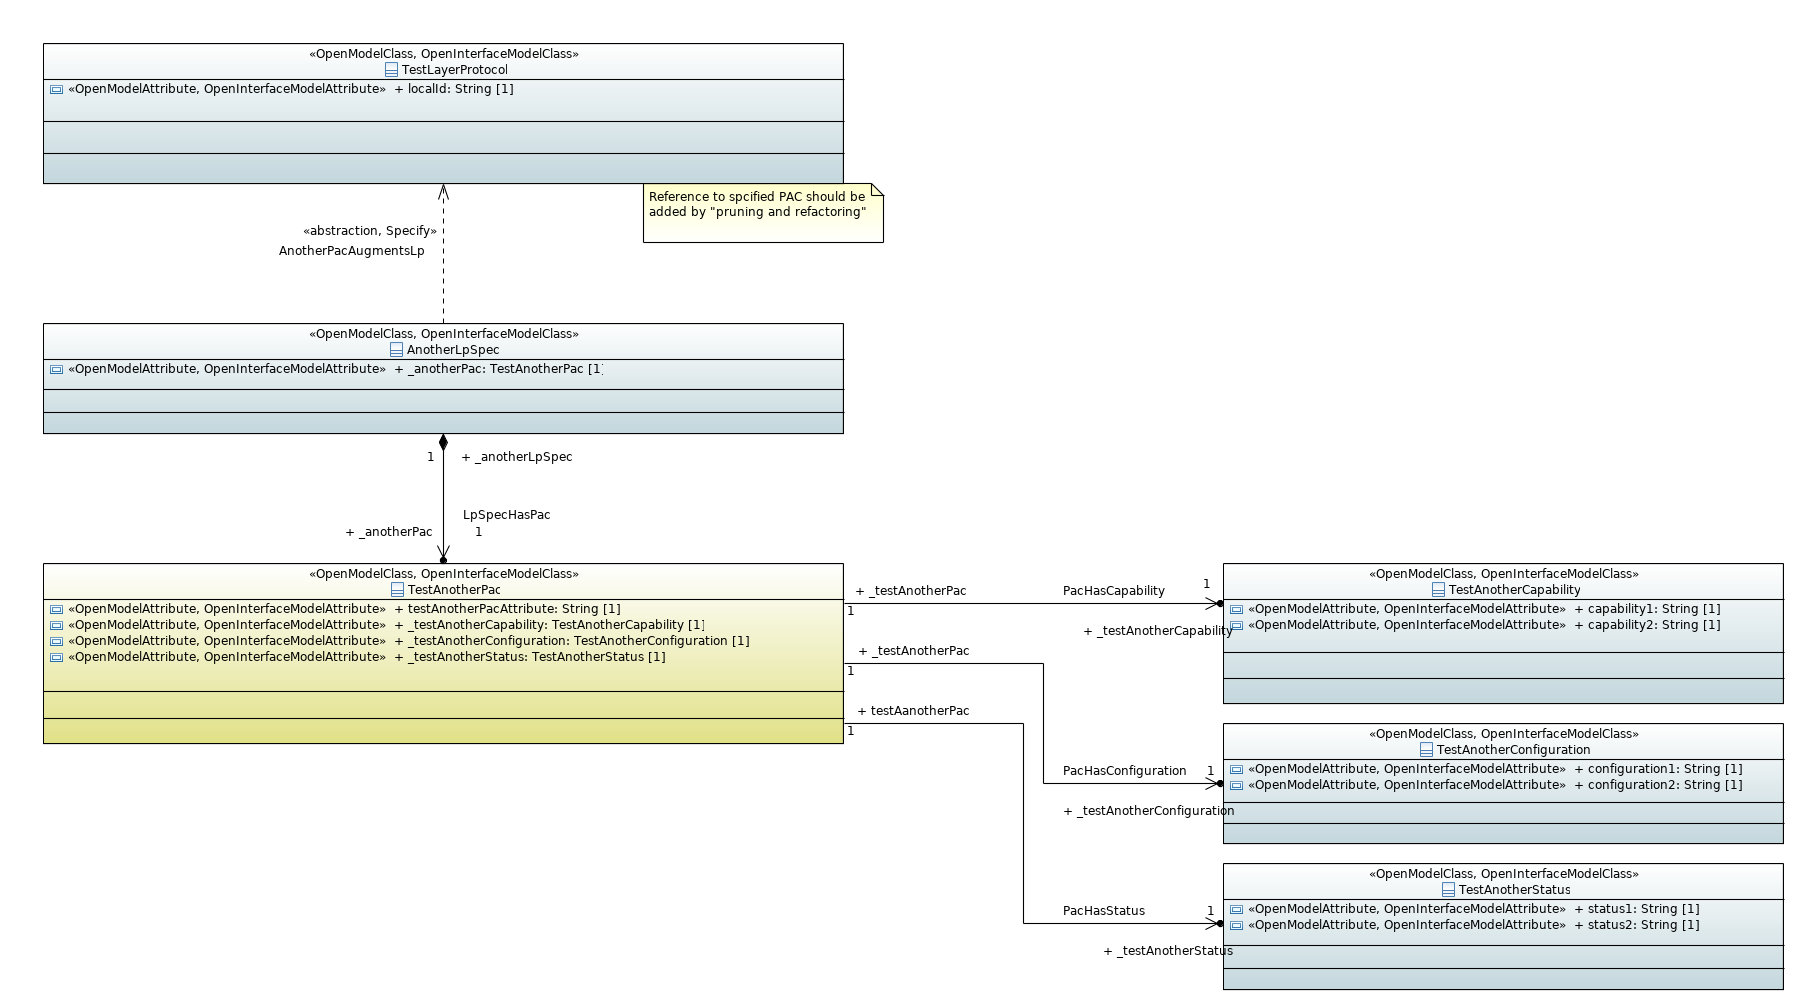 «OpenModelClass, OpenInterfaceModelClass»
TestLayerProtocol
«OpenModelAttribute, OpenInterfaceModelAttribute» + localId: String [1]
Reference to spcified PAC should be
added by "pruning and refactoring"
«abstraction, Specify»
AnotherPacAugmentsLp
«OpenModelClass, OpenInterfaceModelClass»
AnotherLpSpec
«OpenModelAttribute, OpenInterfaceModelAttribute» + _anotherPac: TestAnotherPac [1]
1 + _anotherLpSpec
LpSpecHasPac
+ _anotherPac 1
«OpenModelClass, OpenInterfaceModelClass»
TestAnotherPac
«OpenModelAttribute, OpenInterfaceModelAttribute» + testAnotherPacAttribute: String [1]
«OpenModelAttribute, OpenInterfaceModelAttribute» + _testAnotherCapability: TestAnotherCapability [1]
«OpenModelAttribute, OpenInterfaceModelAttribute» + _testAnotherConfiguration: TestAnotherConfiguration [1]
«OpenModelAttribute, OpenInterfaceModelAttribute» + _testAnotherStatus: TestAnotherStatus [1]
+ _testAnotherPac PacHasCapability 1
1
+ _testAnotherCapability
+ _testAnotherPac
1
+ testAanotherPac
1
PacHasConfiguration 1
+ _testAnotherConfiguration
PacHasStatus 1
+ _testAnotherStatus
«OpenModelClass, OpenInterfaceModelClass»
TestAnotherCapability
«OpenModelAttribute, OpenInterfaceModelAttribute» + capability1: String [1]
«OpenModelAttribute, OpenInterfaceModelAttribute» + capability2: String [1]
«OpenModelClass, OpenInterfaceModelClass»
TestAnotherConfiguration
«OpenModelAttribute, OpenInterfaceModelAttribute» + configuration1: String [1]
«OpenModelAttribute, OpenInterfaceModelAttribute» + configuration2: String [1]
«OpenModelClass, OpenInterfaceModelClass»
TestAnotherStatus
«OpenModelAttribute, OpenInterfaceModelAttribute» + status1: String [1]
«OpenModelAttribute, OpenInterfaceModelAttribute» + status2: String [1]